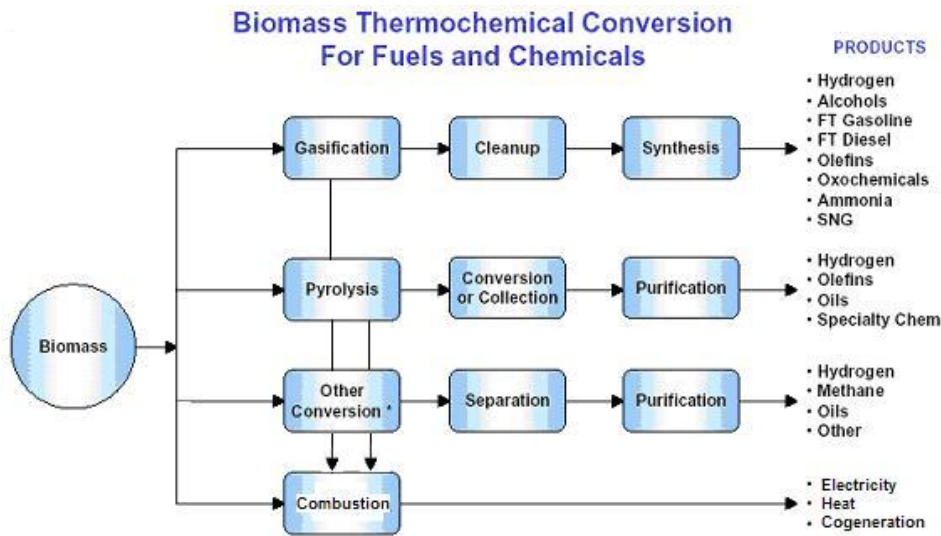 Biomass Thermochemical Conversion
For Fuels and Chemicals
PRODUCTS
Gasification
Cleanup
Synthesis
• Hydrogen
• Alcohols
• FT Gasoline
• FT Diesel
• Olefins
• Oxochemicals
• Ammonia
• SNG
Biomass
Pyrolysis
Conversion
or Collection
Purification
• Hydrogen
• Olefins
• Oils
• Specialty Chem
Other
Conversion *
Separation
Purification
• Hydrogen
• Methane
• Oils
• Other
Combustion
• Electricity
• Heat
• Cogeneration